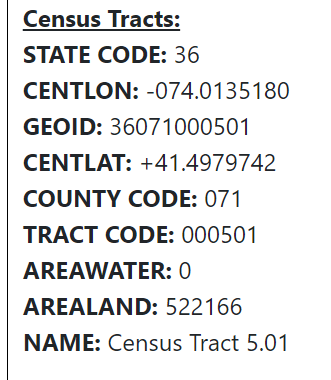 Census Tracts:
STATE CODE: 36
CENTLON: -074.0135180
GEOID: 36071000501
CENTLAT: +41.4979742
COUNTY CODE: 071
TRACT CODE: 000501
AREAWATER: 0
AREALAND: 522166
NAME: Census Tract 5.01